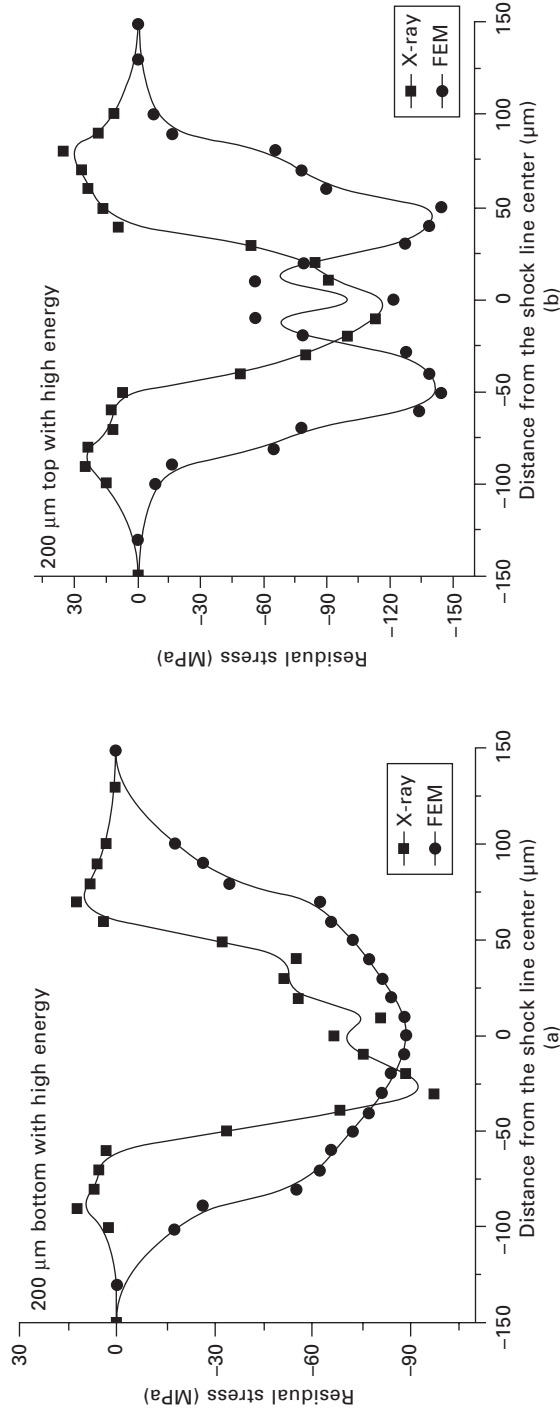 200 µm bottom with high energy
30
0
−30
−60
−90
Residual stress (MPa)
X-ray
FEM
−150
−100
−50
0
50
100
150
Distance from the shock line center (µm)
(a)
200 µm top with high energy
30
0
−30
−60
−90
−120
−150
Residual stress (MPa)
X-ray
FEM
−150
−100
−50
0
50
100
150
Distance from the shock line center (µm)
(b)